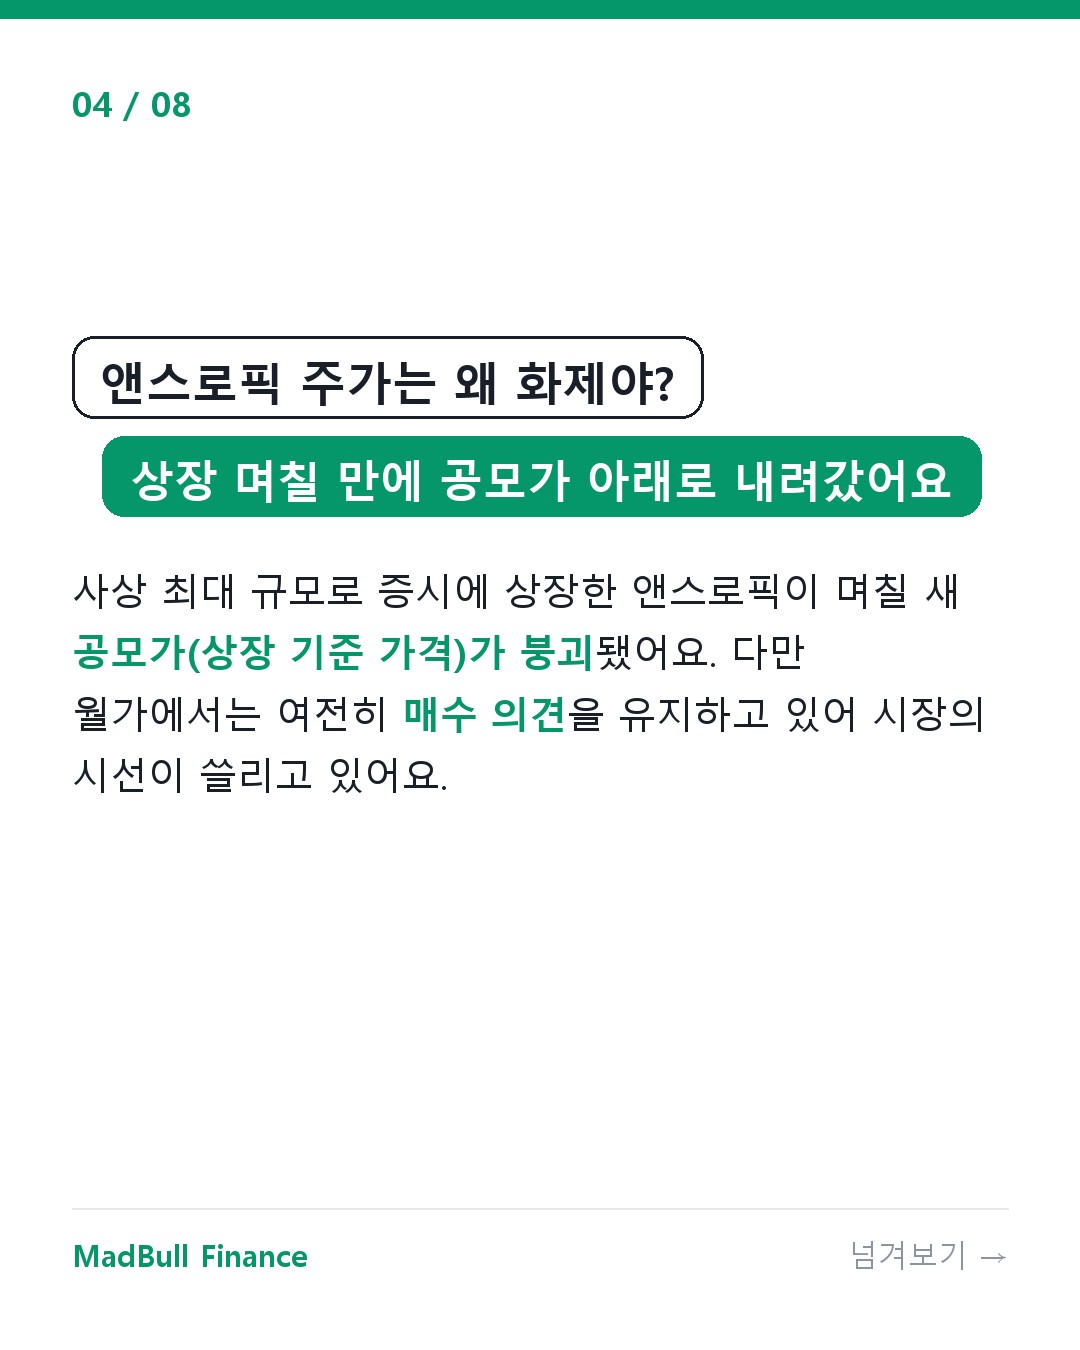 04 / 08
앤스로픽 주가는 왜 화제야?
상장 며칠 만에 공모가 아래로 내려갔어요
사상 최대 규모로 증시에 상장한 앤스로픽이 며칠 새
공모가(상장 기준 가격)가 붕괴됐어요. 다만
월가에서는 여전히 매수 의견을 유지하고 있어 시장의
시선이 쏠리고 있어요.
MadBull Finance
넘겨보기 →